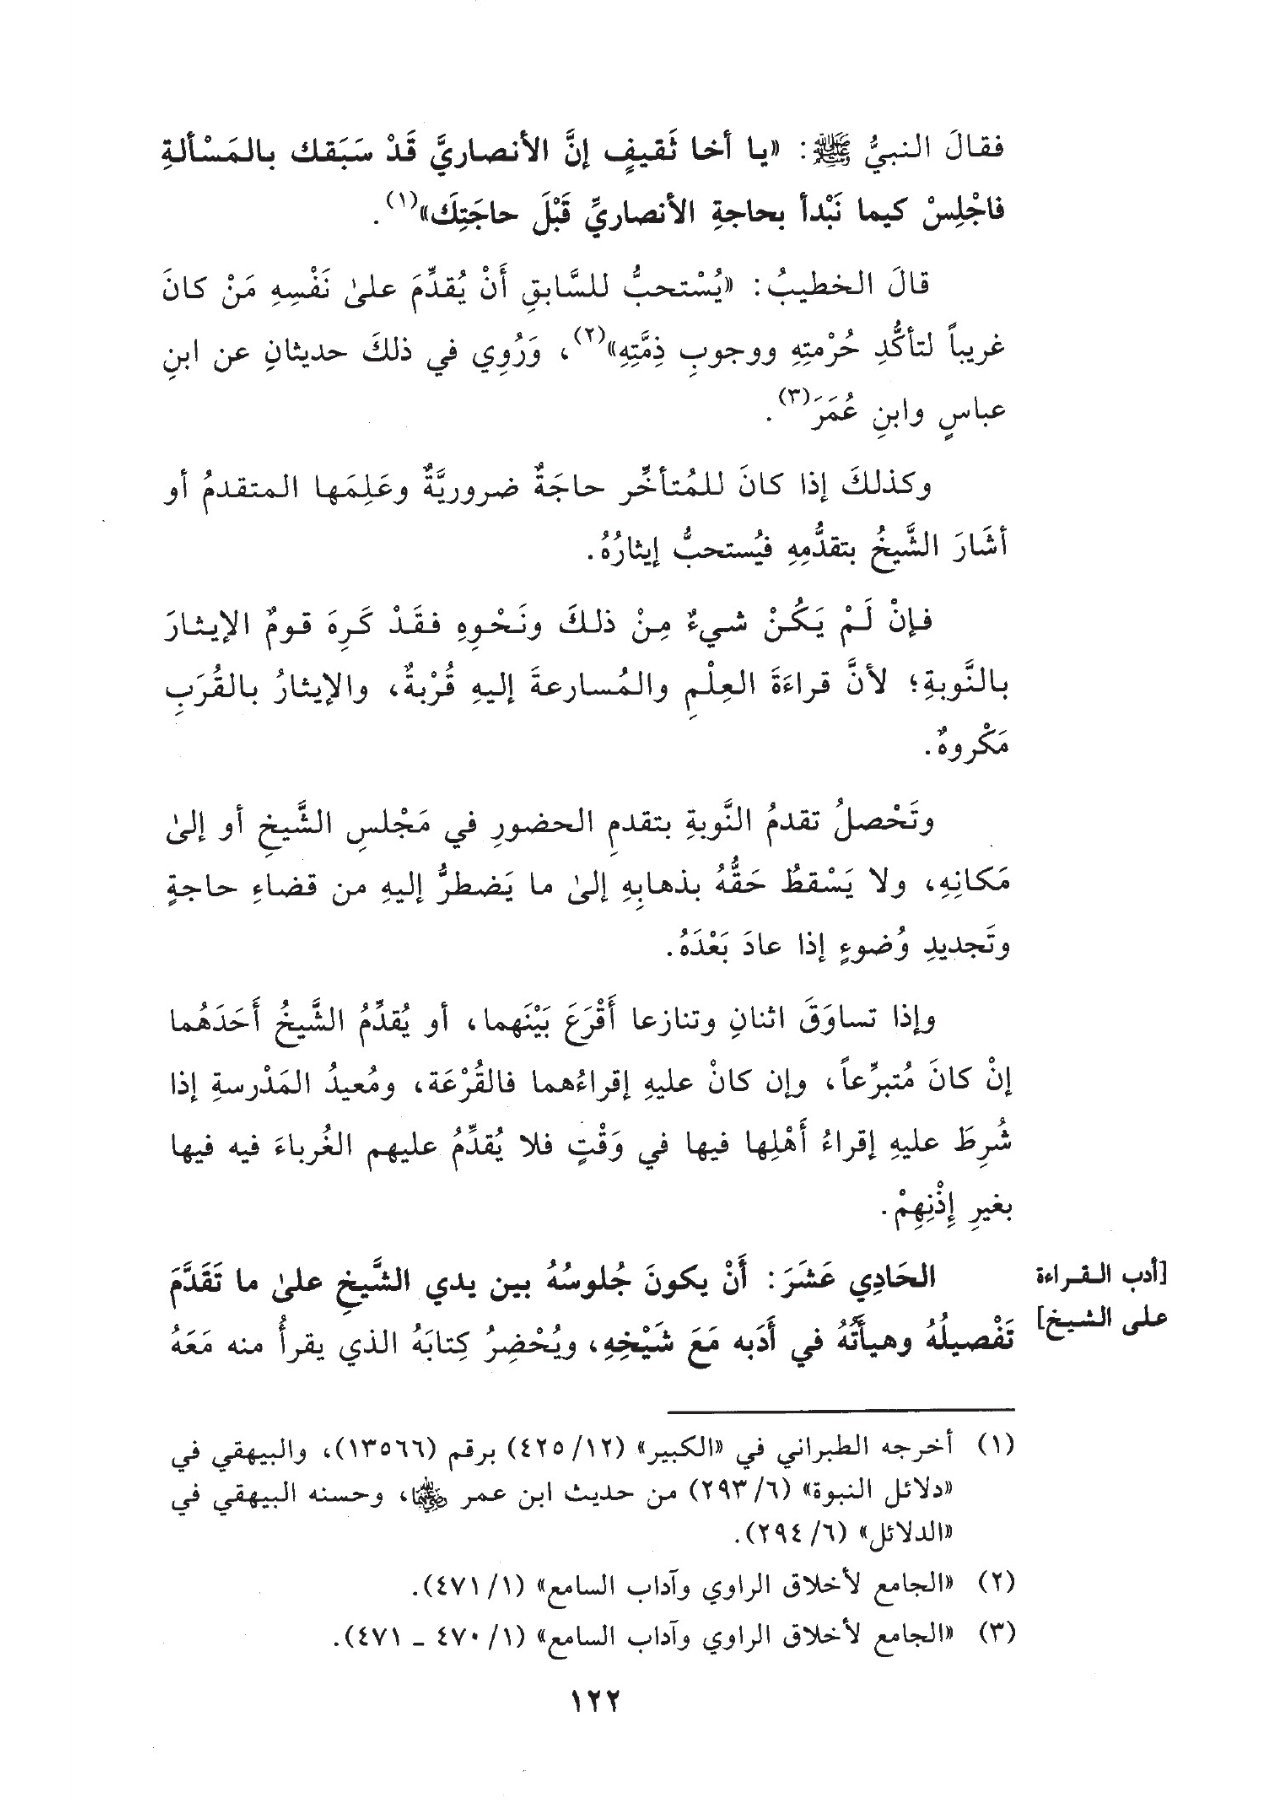 فقالَ النبيُّ ﷺ: «يا أخا ثَقيفٍ إنَّ الأنصاريَّ قَدْ سَبَقك بالمَسْألةِ
فاجْلِسْ كيما نَبْدأ بحاجةِ الأنصاريِّ قَبْلَ حاجَتِكَ»(١).
قالَ الخطيبُ: «يُسْتحبُّ للسَّابقِ أَنْ يُقدِّمَ علىٰ نَفْسِهِ مَنْ كانَ
غريباً لتأكُّدِ حُرْمتِهِ ووجوبِ ذِمَّتِهِ»(٢)، وَرُوِي في ذلكَ حديثانِ عن ابنِ
عباسٍ وابنِ عُمَرَ(٣).
وكذلكَ إذا كانَ للمُتأخِّر حاجَةٌ ضروريَّةٌ وعَلِمَها المتقدمُ أو
أشَارَ الشَّيخُ بتقدُّمِهِ فيُستحبُّ إيثارُهُ.
فإنْ لَمْ يَكُنْ شيءٌ مِنْ ذلكَ ونَحْوِهِ فقَدْ كَرِهَ قومٌ الإيثارَ
بالنَّوبةِ؛ لأنَّ قراءَةَ العِلْمِ والمُسارعةَ إليهِ قُرْبةٌ، والإيثارُ بالقُرَبِ
مَكْروهٌ.
وتَحْصلُ تقدمُ النَّوبةِ بتقدمِ الحضورِ في مَجْلسِ الشَّيخِ أو إلىٰ
مَكانِهِ، ولا يَسْقطُ حَقُّهُ بذهابِهِ إلىٰ ما يَضطرُّ إليهِ من قضاءِ حاجةٍ
وتَجديدِ وُضوءٍ إذا عادَ بَعْدَهُ.
وإذا تساوَقَ اثنانِ وتنازعا أَقْرَعَ بَيْنَهما، أو يُقدِّمُ الشَّيخُ أَحَدَهُما
إنْ كانَ مُتبرِّعاً، وإن كانْ عليهِ إقراءُهما فالقُرْعَة، ومُعيدُ المَدْرسةِ إذا
شُرِطَ عليهِ إقراءُ أَهْلِها فيها في وَقْتٍ فلا يُقدِّمُ عليهم الغُرباءَ فيه فيها
بغيرِ إِذْنِهِمْ.
[أدب القراءة
على الشيخ]
الحَادِي عَشَرَ: أَنْ يكونَ جُلوسُهُ بين يدي الشَّيخِ علىٰ ما تَقَدَّمَ
تَفْصيلُهُ وهيأَتُهُ في أَدَبه مَعَ شَيْخِهِ، ويُحْضِرُ كِتابَهُ الذي يقرأُ منه مَعَهُ
(١) أخرجه الطبراني في «الكبير» (١٢/ ٤٢٥) برقم (١٣٥٦٦)، والبيهقي في
«دلائل النبوة» (٦/ ٢٩٣) من حديث ابن عمر رضي الله عنهما، وحسنه البيهقي في
«الدلائل» (٦/ ٢٩٤).
(٢) «الجامع لأخلاق الراوي وآداب السامع» (١/ ٤٧١).
(٣) «الجامع لأخلاق الراوي وآداب السامع» (١/ ٤٧٠ ـ ٤٧١).
١٢٢